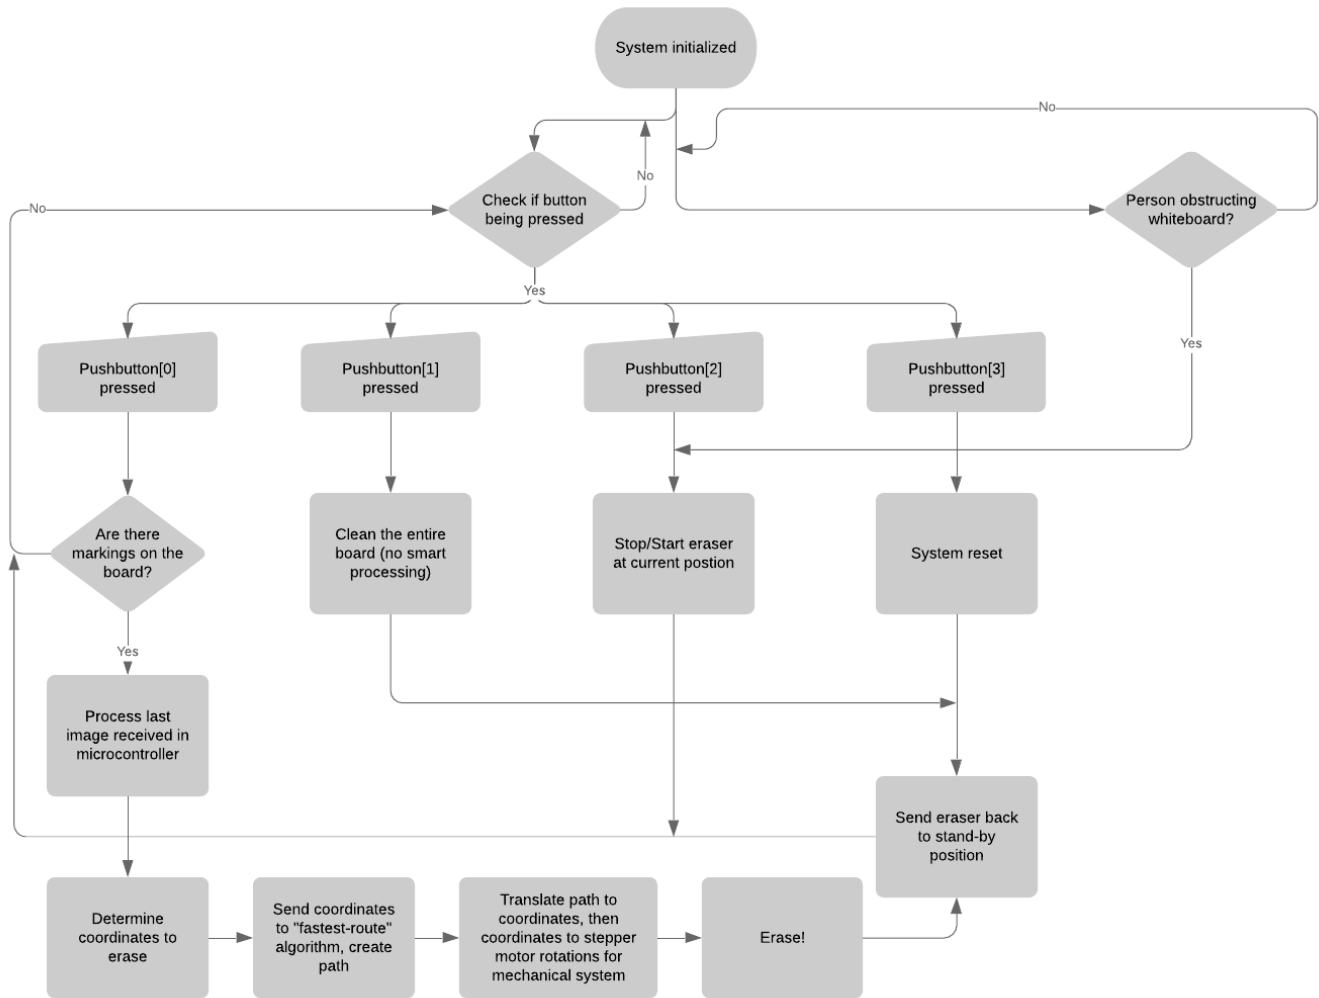 System initialized
No
No
Check if button
being pressed
Person obstructing
whiteboard?
No
Yes
Yes
Pushbutton[0]
pressed
Pushbutton[1]
pressed
Pushbutton[2]
pressed
Pushbutton[3]
pressed
Are there
markings on the
board?
Clean the entire
board (no smart
processing)
Stop/Start eraser
at current postion
System reset
Yes
Process last
image received in
microcontroller
Send eraser back
to stand-by
position
Determine
coordinates to
erase
Send coordinates
to "fastest-route"
algorithm, create
path
Translate path to
coordinates, then
coordinates to stepper
motor rotations for
mechanical system
Erase!